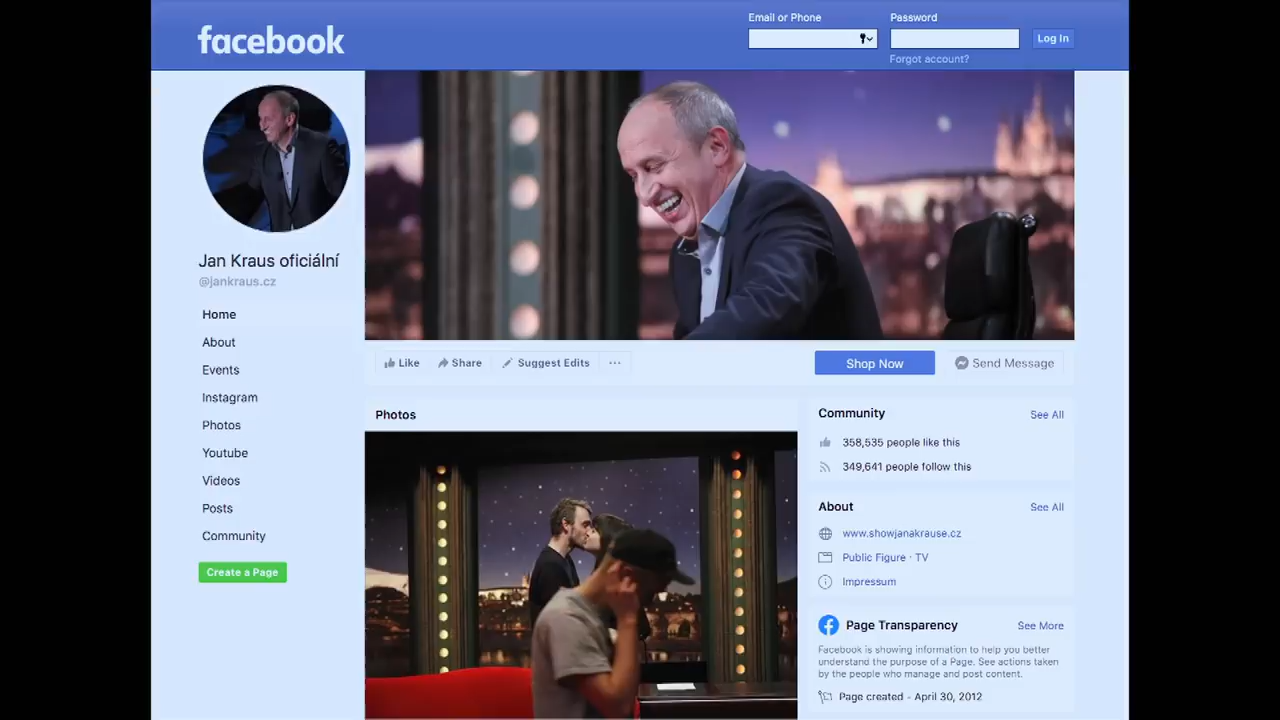 facebook
Email or Phone
Password
Log In
Forgot account?
Jan Kraus oficiální
@jankraus.cz
Home
About
Events
Instagram
Photos
Youtube
Videos
Posts
Community
Create a Page
Like
Share
Suggest Edits
Shop Now
Send Message
Photos
Community
See All
358,535 people like this
349,641 people follow this
About
See All
www.showjanakrause.cz
Public Figure · TV
Impressum
Page Transparency
See More
Facebook is showing information to help you better
understand the purpose of a Page. See actions taken
by the people who manage and post content.
Page created - April 30, 2012